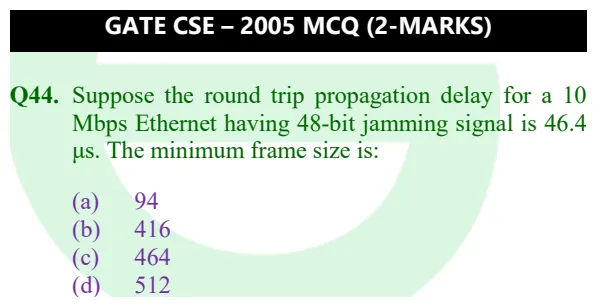 GATE CSE – 2005 MCQ (2-MARKS)
Q44. Suppose the round trip propagation delay for a 10
Mbps Ethernet having 48-bit jamming signal is 46.4
μs. The minimum frame size is:
(a) 94
(b) 416
(c) 464
(d) 512